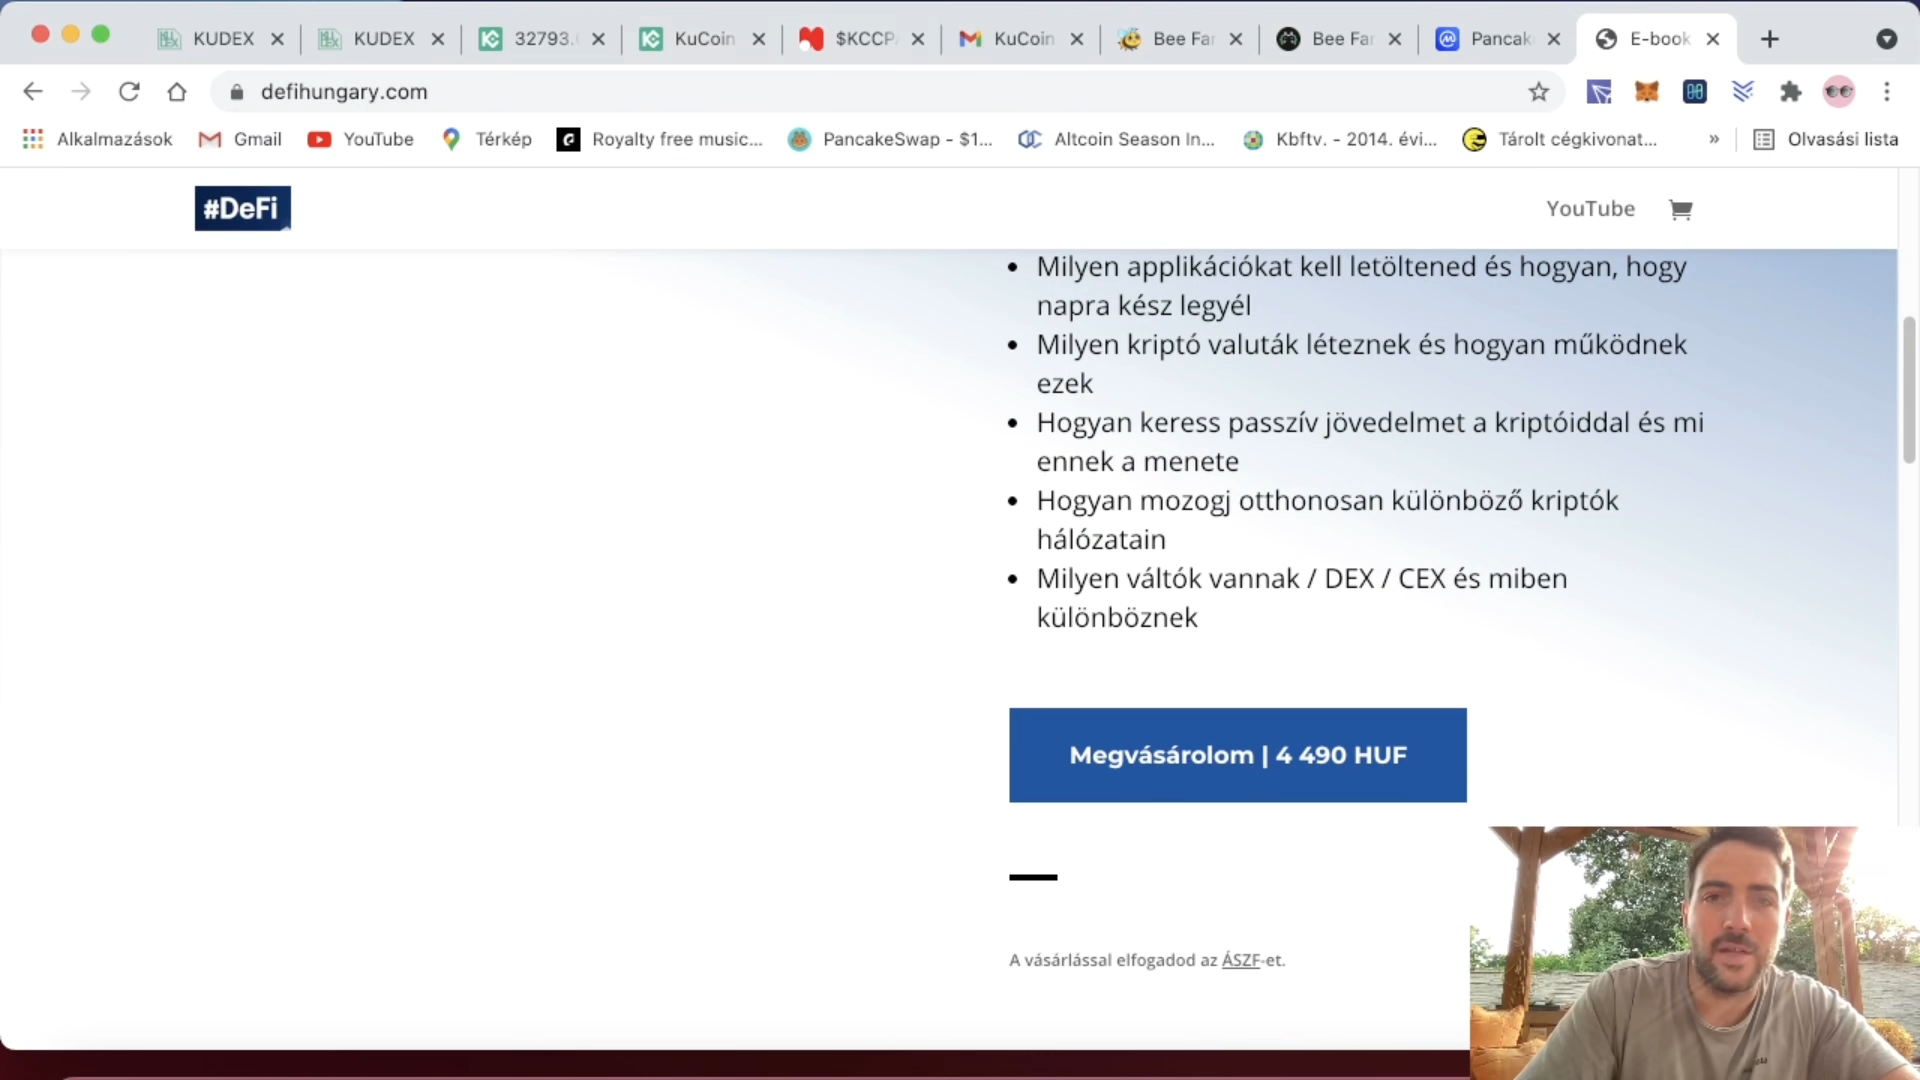 KUDEX
KUDEX
32793.
KuCoin
$KCCP
KuCoin
Bee Far
Bee Far
Pancak
E-book
defihungary.com
Alkalmazások
Gmail
YouTube
Térkép
Royalty free music...
PancakeSwap - $1...
Altcoin Season In...
Kbftv. - 2014. évi...
Tárolt cégkivonat...
»
Olvasási lista
#DeFi
YouTube
• Milyen applikációkat kell letöltened és hogyan, hogy
napra kész legyél
• Milyen kriptó valuták léteznek és hogyan működnek
ezek
• Hogyan keress passzív jövedelmet a kriptóiddal és mi
ennek a menete
• Hogyan mozogj otthonosan különböző kriptók
hálózatain
• Milyen váltók vannak / DEX / CEX és miben
különböznek
Megvásárolom | 4 490 HUF
A vásárlással elfogadod az ÁSZF-et.